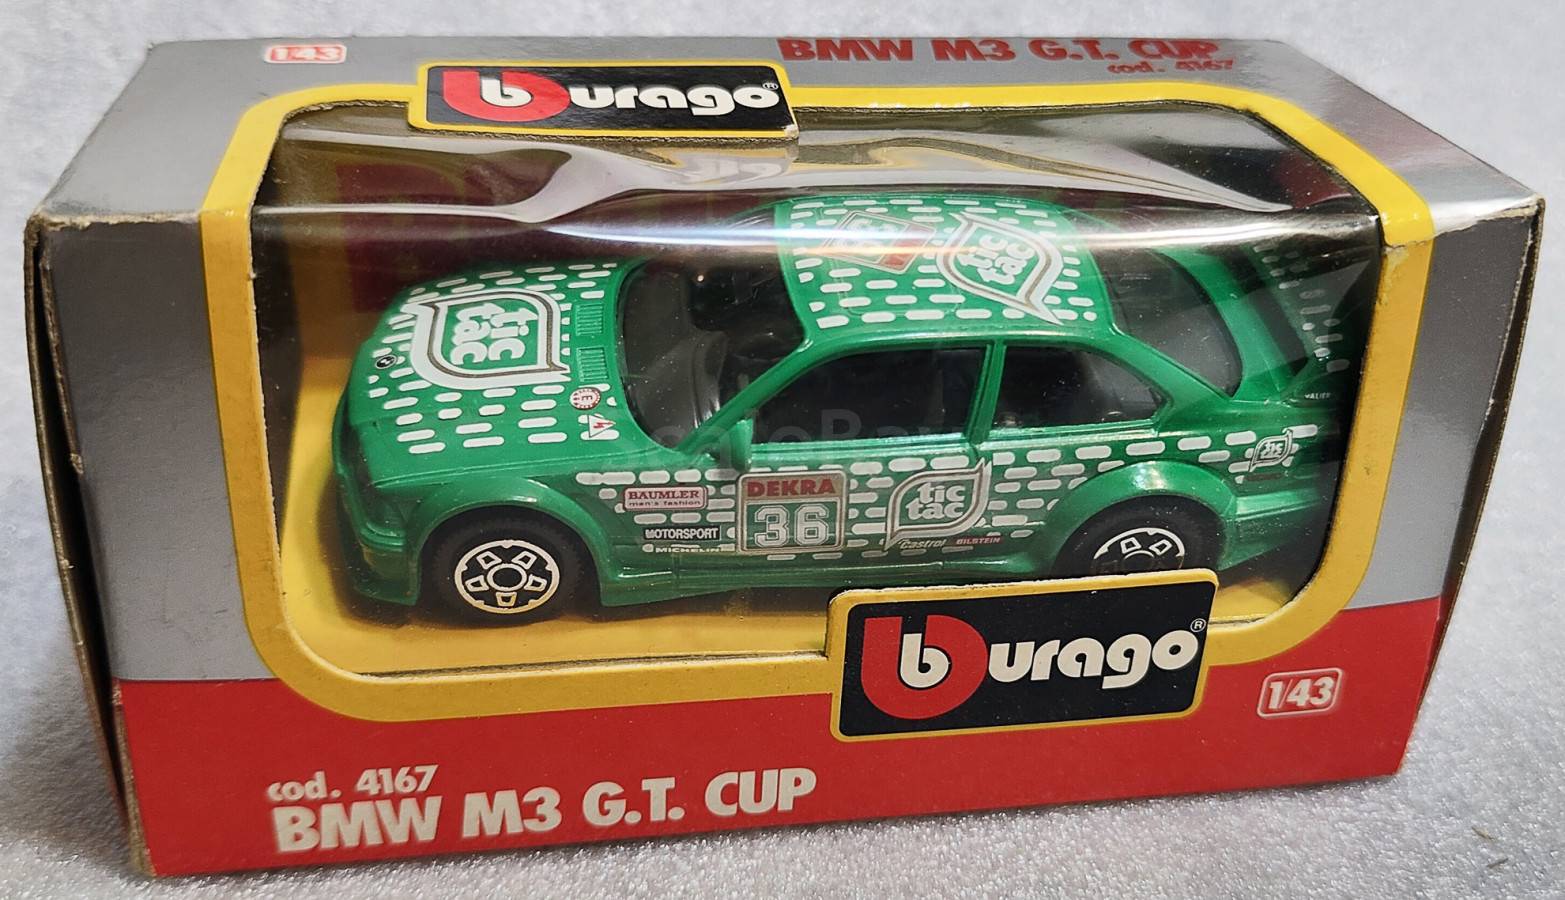 1/43
BMW M3 G.T. CUP
cod. 4167
burago®
tic
tac
tic
tac
E
BAUMLER
men's fashion
MOTORSPORT
MICHELIN
DEKRA
36
tic
tac
Castrol
BILSTEIN
tic
tac
burago®
1/43
cod. 4167
BMW M3 G.T. CUP